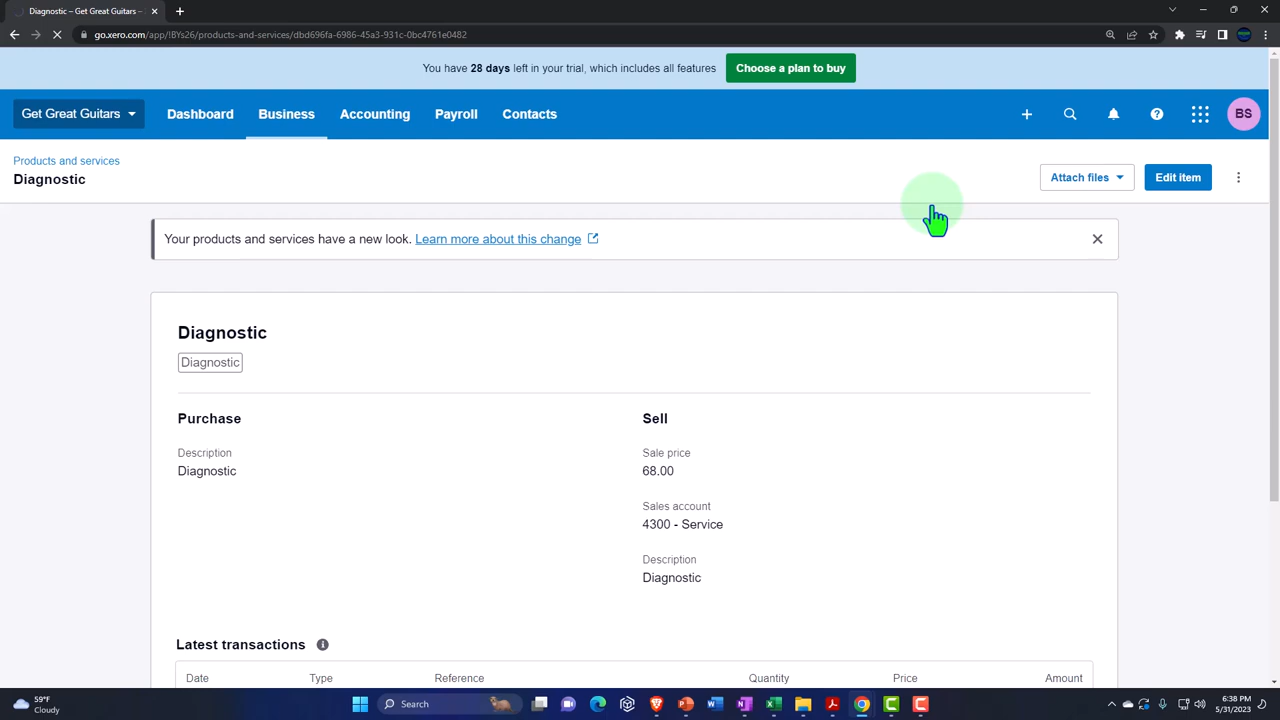 Diagnostic – Get Great Guitars –
go.xero.com/app/!BYs26/products-and-services/dbd696fa-6986-45a3-931c-0bc4761e0482
You have 28 days left in your trial, which includes all features Choose a plan to buy
Get Great Guitars Dashboard Business Accounting Payroll Contacts BS
Products and services
Diagnostic
Attach files Edit item
Your products and services have a new look. Learn more about this change
Diagnostic
Diagnostic
Purchase Sell
Description Sale price
Diagnostic 68.00
Sales account
4300 - Service
Description
Diagnostic
Latest transactions
Date Type Reference Quantity Price Amount
59°F
Cloudy
Search
6:38 PM
5/31/2023